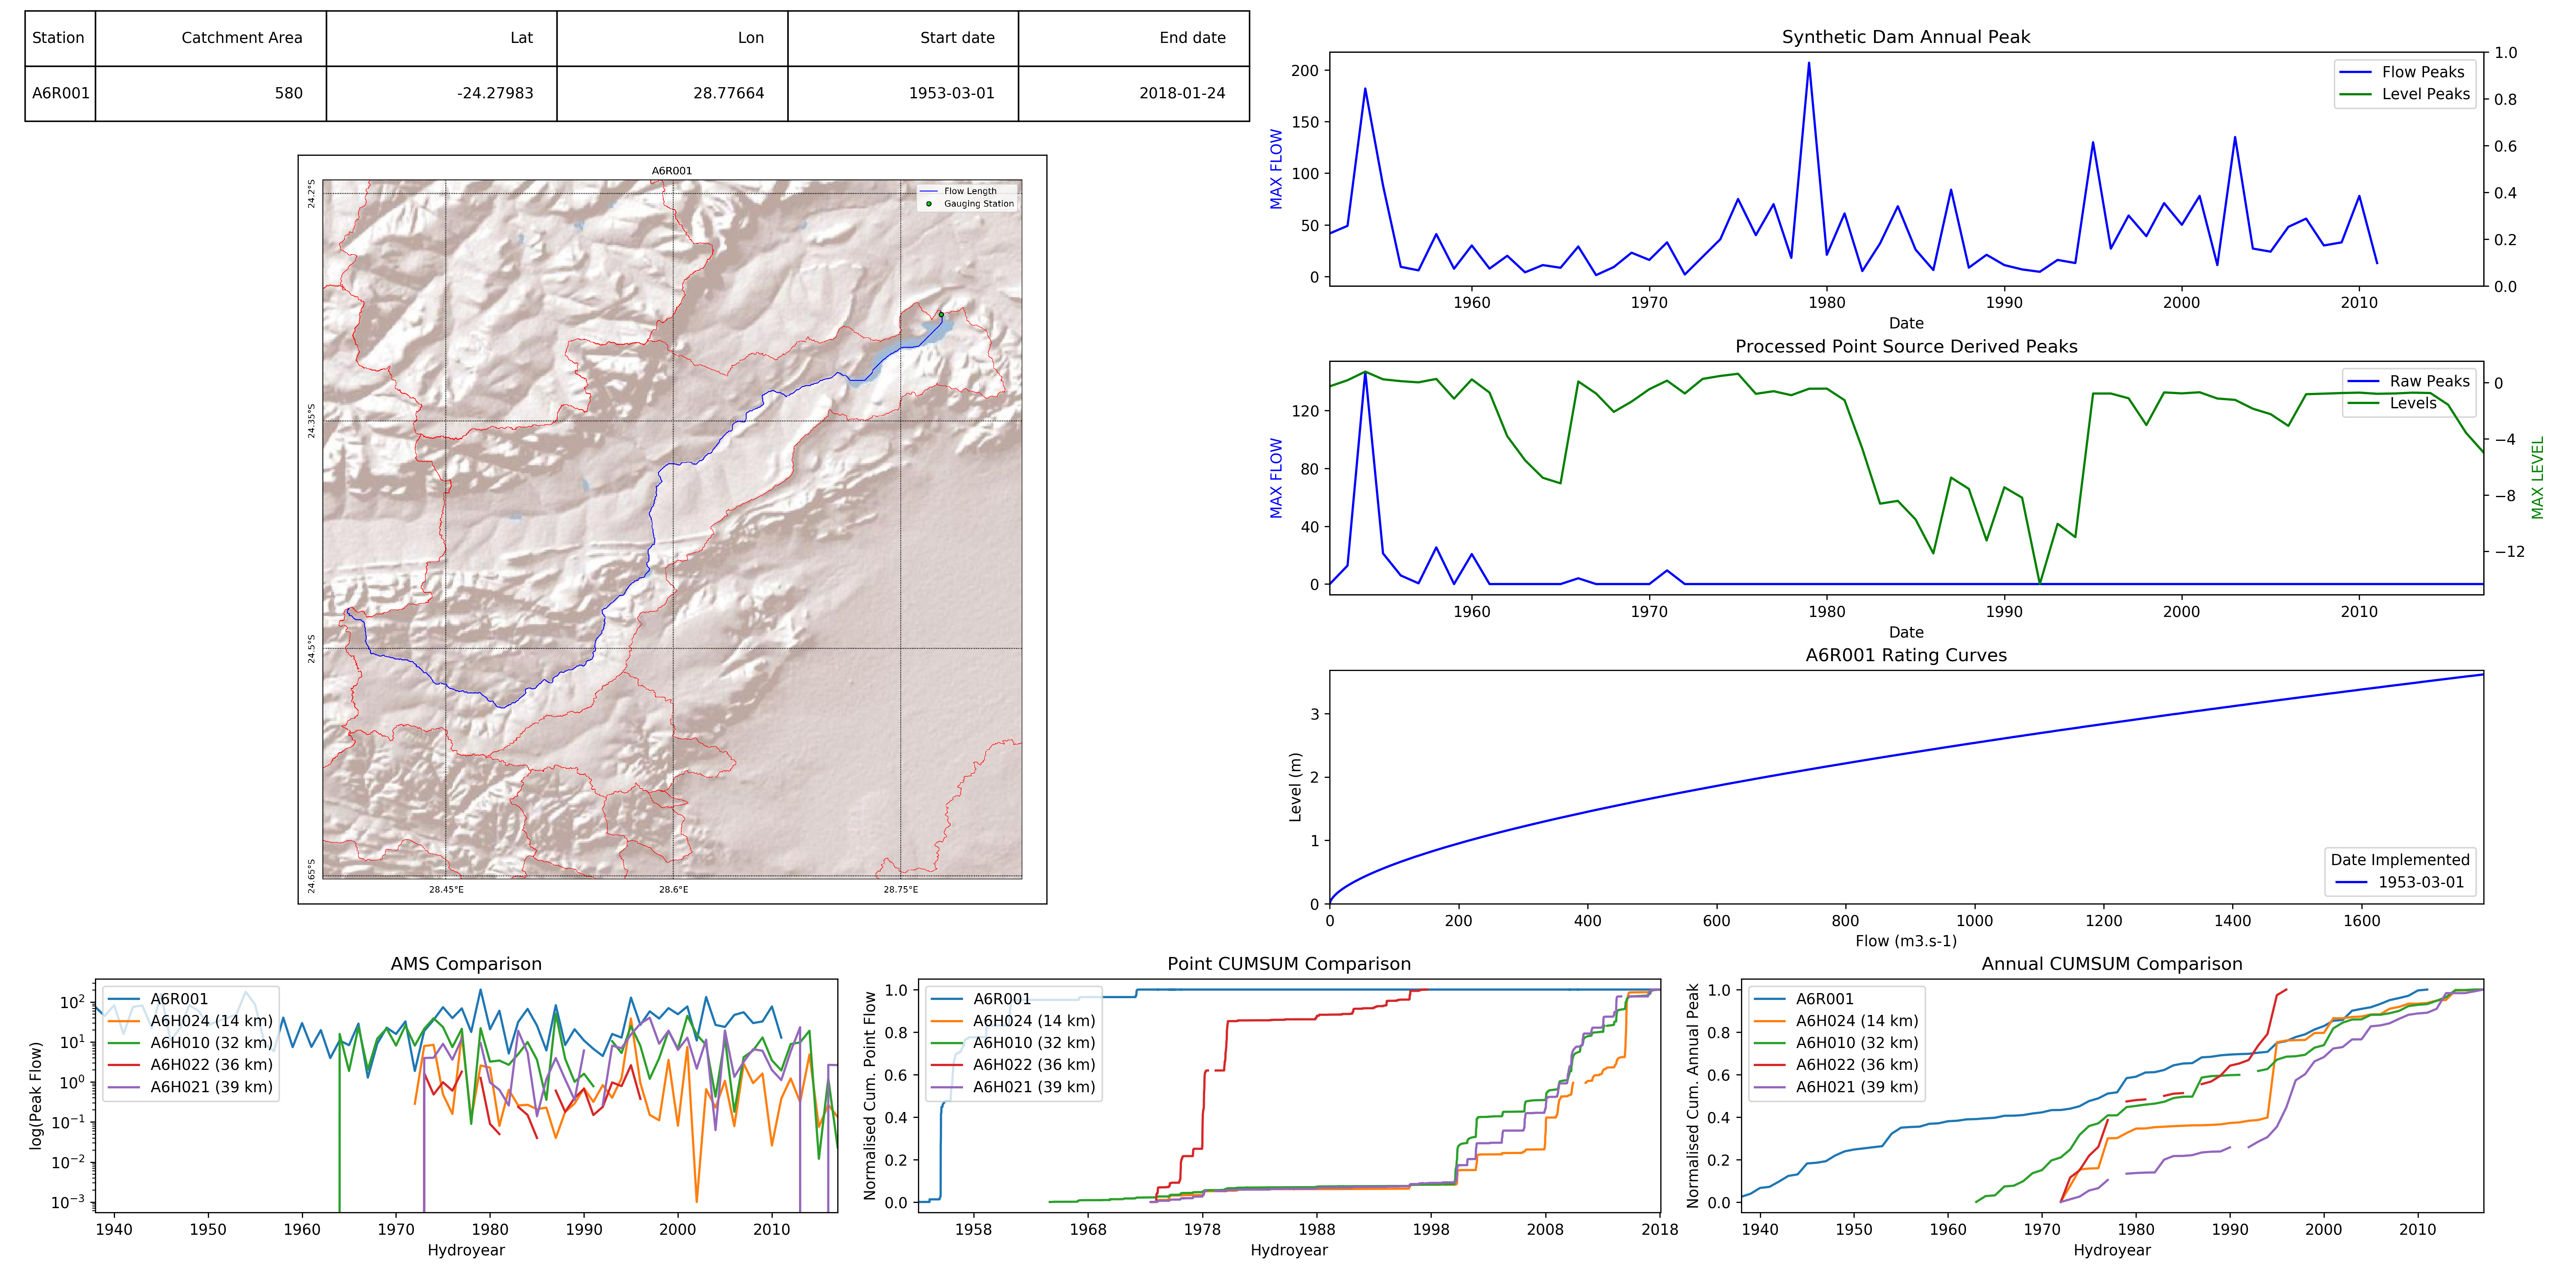 Station Catchment Area Lat Lon Start date End date
A6R001 580 -24.27983 28.77664 1953-03-01 2018-01-24
A6R001
Flow Length
Gauging Station
24.2°S
24.35°S
24.5°S
24.65°S
28.45°E 28.6°E 28.75°E
Synthetic Dam Annual Peak
Flow Peaks
Level Peaks
MAX FLOW
200
150
100
50
0
1.0
0.8
0.6
0.4
0.2
0.0
1960 1970 1980 1990 2000 2010
Date
Processed Point Source Derived Peaks
Raw Peaks
Levels
MAX FLOW
120
80
40
0
0
−4
−8
−12
MAX LEVEL
1960 1970 1980 1990 2000 2010
Date
A6R001 Rating Curves
Level (m)
3
2
1
0
Date Implemented
1953-03-01
0 200 400 600 800 1000 1200 1400 1600
Flow (m3.s-1)
AMS Comparison
A6R001
A6H024 (14 km)
A6H010 (32 km)
A6H022 (36 km)
A6H021 (39 km)
log(Peak Flow)
10²
10¹
10⁰
10⁻¹
10⁻²
10⁻³
1940 1950 1960 1970 1980 1990 2000 2010
Hydroyear
Point CUMSUM Comparison
A6R001
A6H024 (14 km)
A6H010 (32 km)
A6H022 (36 km)
A6H021 (39 km)
Normalised Cum. Point Flow
1.0
0.8
0.6
0.4
0.2
0.0
1958 1968 1978 1988 1998 2008 2018
Hydroyear
Annual CUMSUM Comparison
A6R001
A6H024 (14 km)
A6H010 (32 km)
A6H022 (36 km)
A6H021 (39 km)
Normalised Cum. Annual Peak
1.0
0.8
0.6
0.4
0.2
0.0
1940 1950 1960 1970 1980 1990 2000 2010
Hydroyear